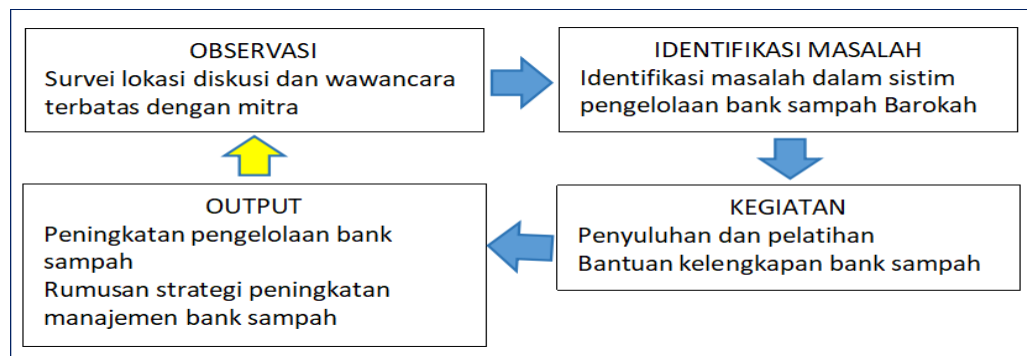 OBSERVASI
Survei lokasi diskusi dan wawancara
terbatas dengan mitra
IDENTIFIKASI MASALAH
Identifikasi masalah dalam sistim
pengelolaan bank sampah Barokah
KEGIATAN
Penyuluhan dan pelatihan
Bantuan kelengkapan bank sampah
OUTPUT
Peningkatan pengelolaan bank
sampah
Rumusan strategi peningkatan
manajemen bank sampah